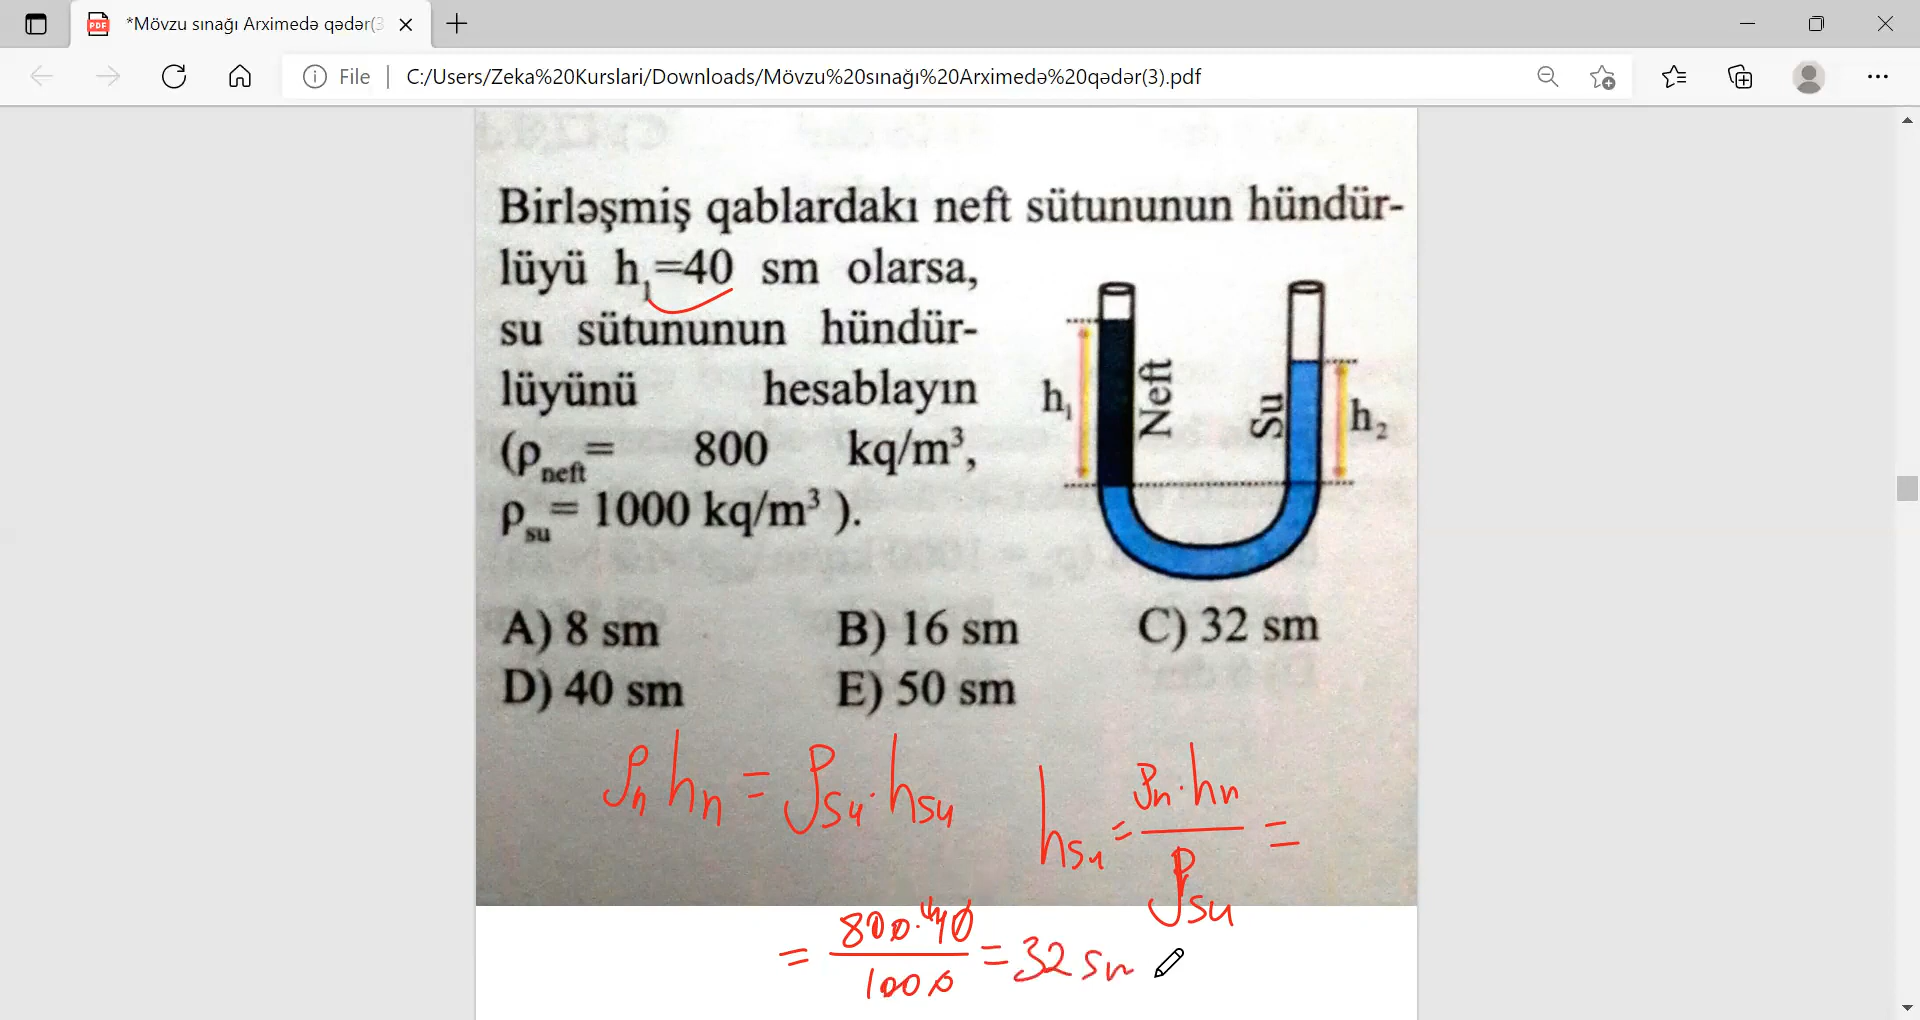 *Mövzu sınağı Arximedə qədər(3
File
C:/Users/Zeka%20Kurslari/Downloads/Mövzu%20sınağı%20Arximedə%20qədər(3).pdf
Birləşmiş qablardakı neft sütununun hündür-
lüyü h₁=40 sm olarsa,
su sütununun hündür-
lüyünü hesablayın
(ρneft= 800 kq/m³,
ρsu= 1000 kq/m³ ).
h₁
Neft
Su
h₂
A) 8 sm B) 16 sm C) 32 sm
D) 40 sm E) 50 sm
ρn hn = ρsu · hsu
hsu = ρn · hn / ρsu =
= 800 · 40 / 1000 = 32 sm